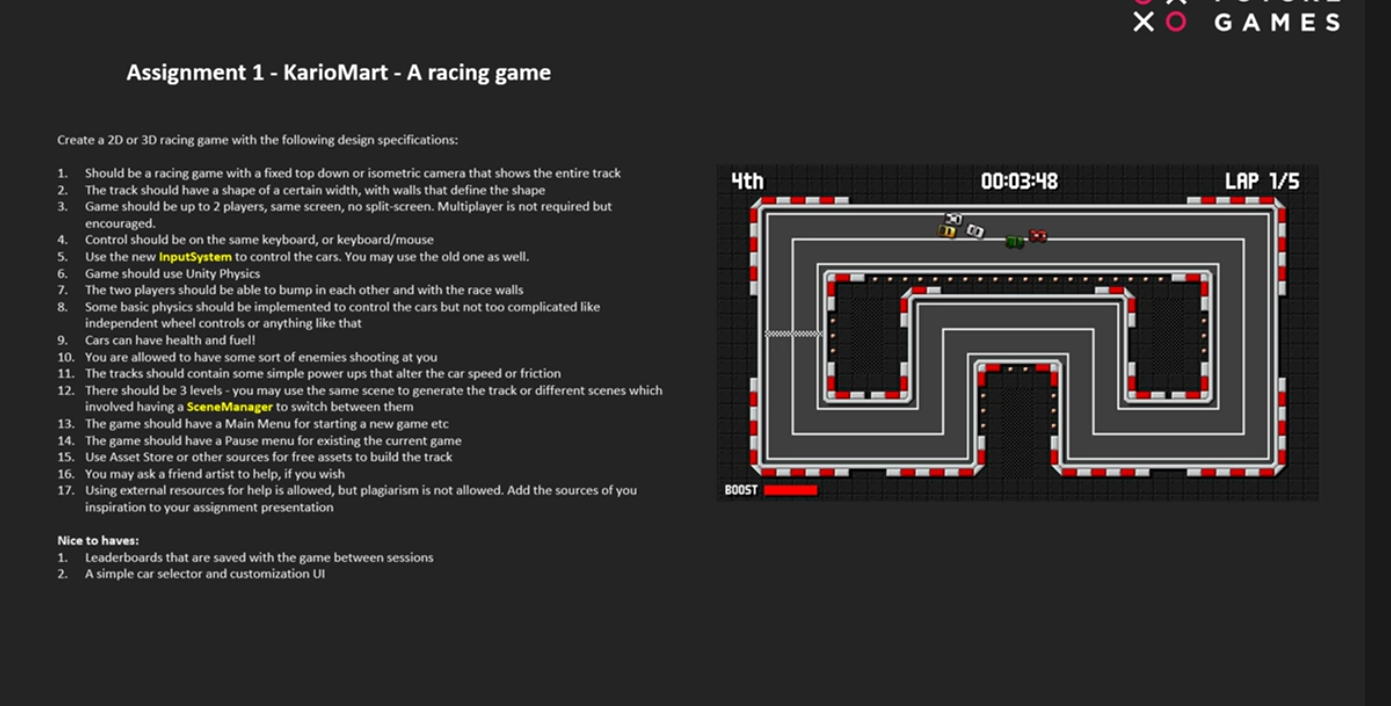 GAMES
Assignment 1 - KarioMart - A racing game
Create a 2D or 3D racing game with the following design specifications:
1. Should be a racing game with a fixed top down or isometric camera that shows the entire track
2. The track should have a shape of a certain width, with walls that define the shape
3. Game should be up to 2 players, same screen, no split-screen. Multiplayer is not required but
encouraged.
4. Control should be on the same keyboard, or keyboard/mouse
5. Use the new InputSystem to control the cars. You may use the old one as well.
6. Game should use Unity Physics
7. The two players should be able to bump in each other and with the race walls
8. Some basic physics should be implemented to control the cars but not too complicated like
independent wheel controls or anything like that
9. Cars can have health and fuel!
10. You are allowed to have some sort of enemies shooting at you
11. The tracks should contain some simple power ups that alter the car speed or friction
12. There should be 3 levels - you may use the same scene to generate the track or different scenes which
involved having a SceneManager to switch between them
13. The game should have a Main Menu for starting a new game etc
14. The game should have a Pause menu for existing the current game
15. Use Asset Store or other sources for free assets to build the track
16. You may ask a friend artist to help, if you wish
17. Using external resources for help is allowed, but plagiarism is not allowed. Add the sources of you
inspiration to your assignment presentation
Nice to haves:
1. Leaderboards that are saved with the game between sessions
2. A simple car selector and customization UI
4th
00:03:48
LAP 1/5
BOOST